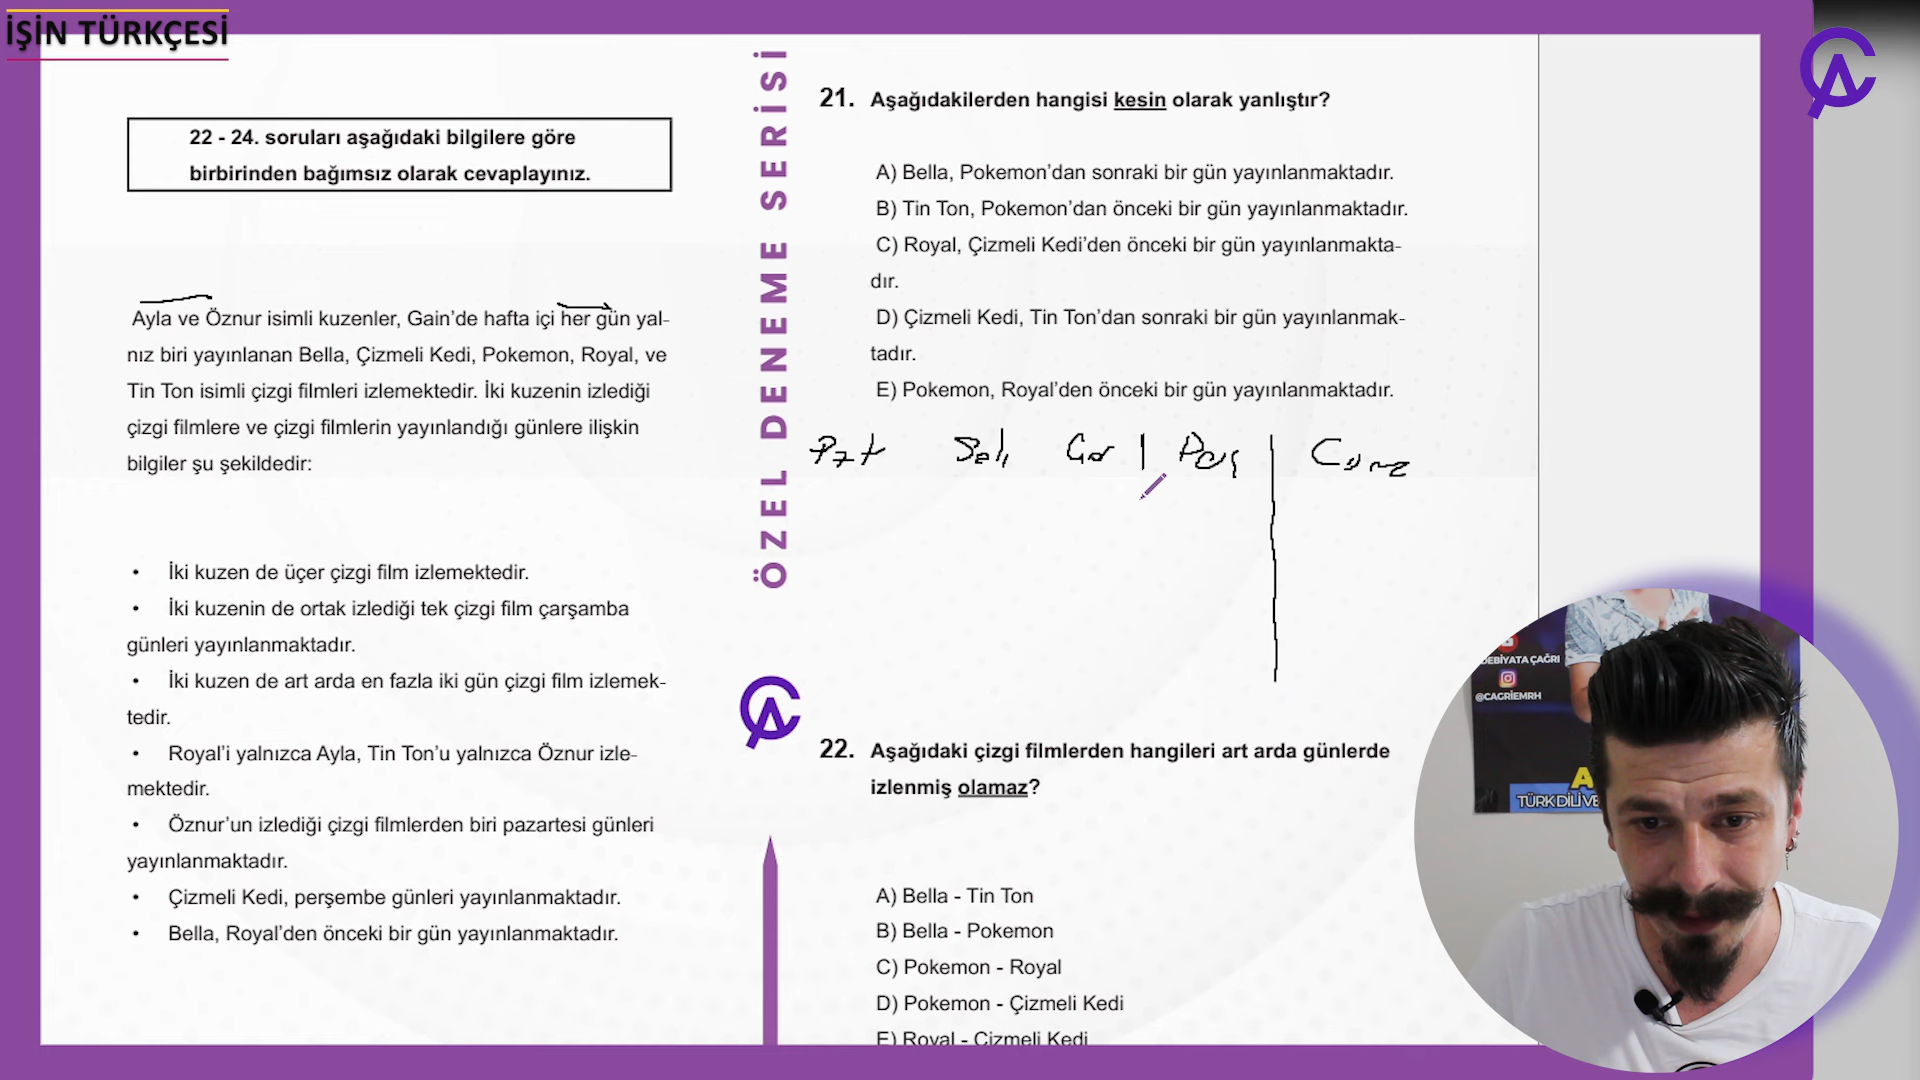 İŞİN TÜRKÇESİ
22 - 24. soruları aşağıdaki bilgilere göre
birbirinden bağımsız olarak cevaplayınız.
Ayla ve Öznur isimli kuzenler, Gain’de hafta içi her gün yal-
nız biri yayınlanan Bella, Çizmeli Kedi, Pokemon, Royal, ve
Tin Ton isimli çizgi filmleri izlemektedir. İki kuzenin izlediği
çizgi filmlere ve çizgi filmlerin yayınlandığı günlere ilişkin
bilgiler şu şekildedir:
• İki kuzen de üçer çizgi film izlemektedir.
• İki kuzenin de ortak izlediği tek çizgi film çarşamba
günleri yayınlanmaktadır.
• İki kuzen de art arda en fazla iki gün çizgi film izlemek-
tedir.
• Royal’i yalnızca Ayla, Tin Ton’u yalnızca Öznur izle-
mektedir.
• Öznur’un izlediği çizgi filmlerden biri pazartesi günleri
yayınlanmaktadır.
• Çizmeli Kedi, perşembe günleri yayınlanmaktadır.
• Bella, Royal’den önceki bir gün yayınlanmaktadır.
ÖZEL DENEME SERİSİ
21. Aşağıdakilerden hangisi kesin olarak yanlıştır?
A) Bella, Pokemon’dan sonraki bir gün yayınlanmaktadır.
B) Tin Ton, Pokemon’dan önceki bir gün yayınlanmaktadır.
C) Royal, Çizmeli Kedi’den önceki bir gün yayınlanmakta-
dır.
D) Çizmeli Kedi, Tin Ton’dan sonraki bir gün yayınlanmak-
tadır.
E) Pokemon, Royal’den önceki bir gün yayınlanmaktadır.
Pzt Salı Çar Perş Cuma
22. Aşağıdaki çizgi filmlerden hangileri art arda günlerde
izlenmiş olamaz?
A) Bella - Tin Ton
B) Bella - Pokemon
C) Pokemon - Royal
D) Pokemon - Çizmeli Kedi
E) Royal - Çizmeli Kedi
EBİYATA ÇAĞRI
@CAGRIEMRH
A
TÜRK DİLİ VE